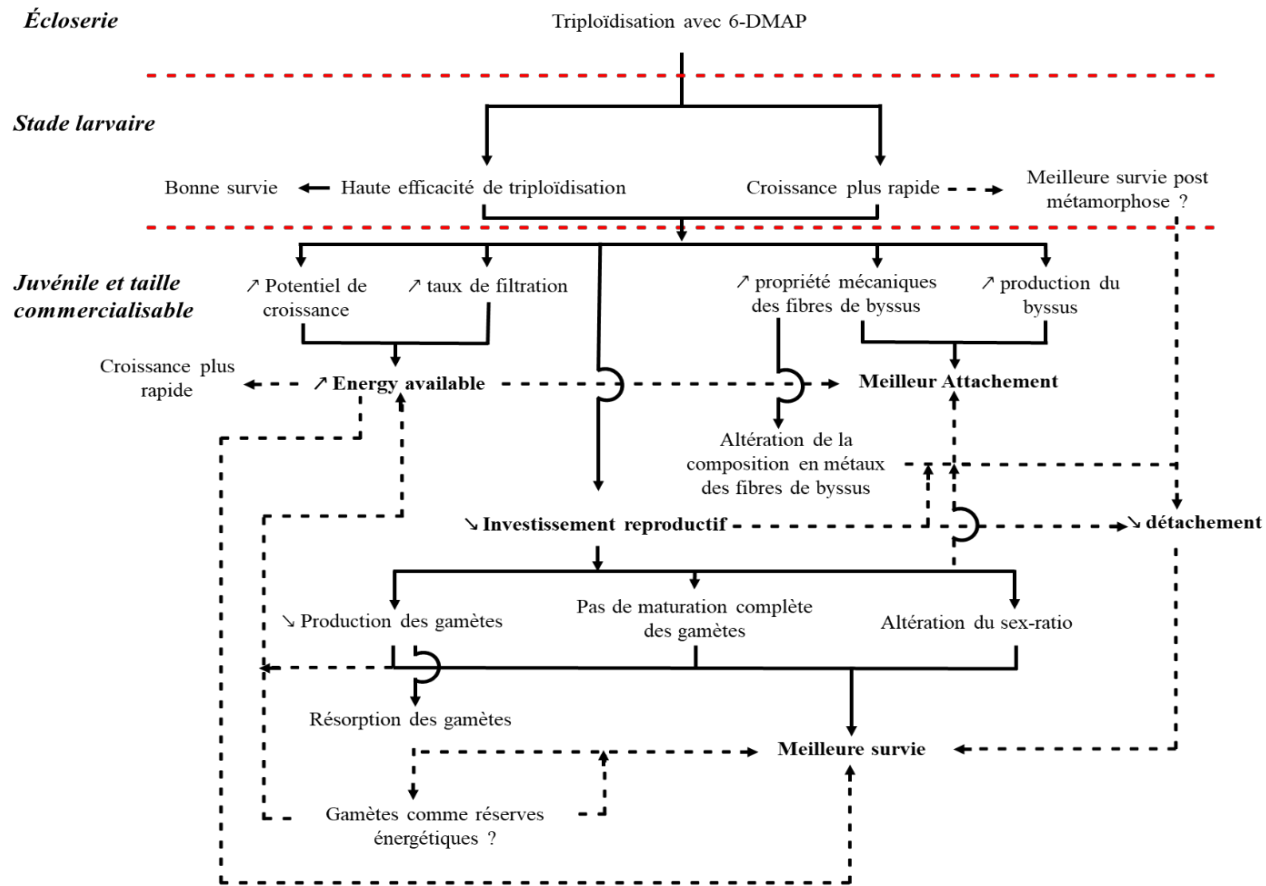 Écloserie
Triploïdisation avec 6-DMAP
Stade larvaire
Bonne survie
Haute efficacité de triploïdisation
Croissance plus rapide
Meilleure survie post
métamorphose ?
Juvénile et taille
commercialisable
↗ Potentiel de
croissance
↗ taux de filtration
↗ propriété mécaniques
des fibres de byssus
↗ production du
byssus
Croissance plus
rapide
↗ Energy available
Meilleur Attachement
Altération de la
composition en métaux
des fibres de byssus
↘ Investissement reproductif
↘ détachement
↘ Production des gamètes
Pas de maturation complète
des gamètes
Altération du sex-ratio
Résorption des gamètes
Meilleure survie
Gamètes comme réserves
énergétiques ?